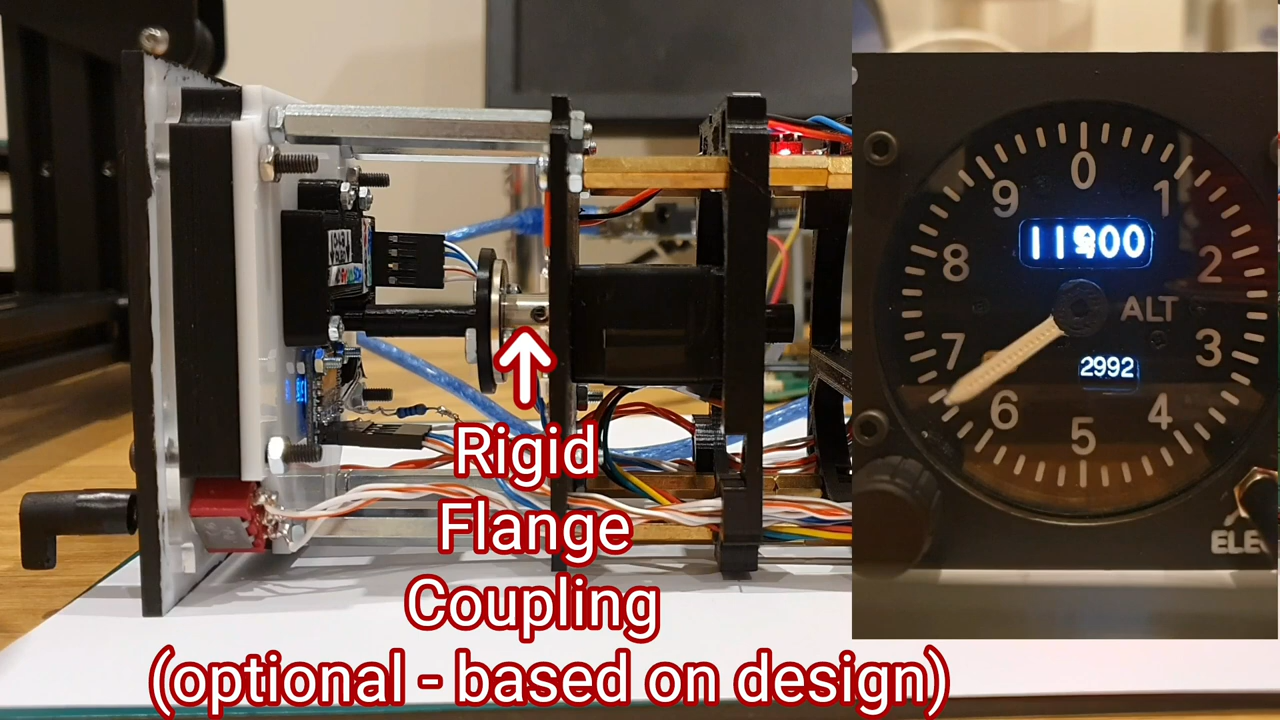 Rigid
Flange
Coupling
(optional - based on design)
0
1
2
3
4
5
6
7
8
9
ALT
2992
ELE